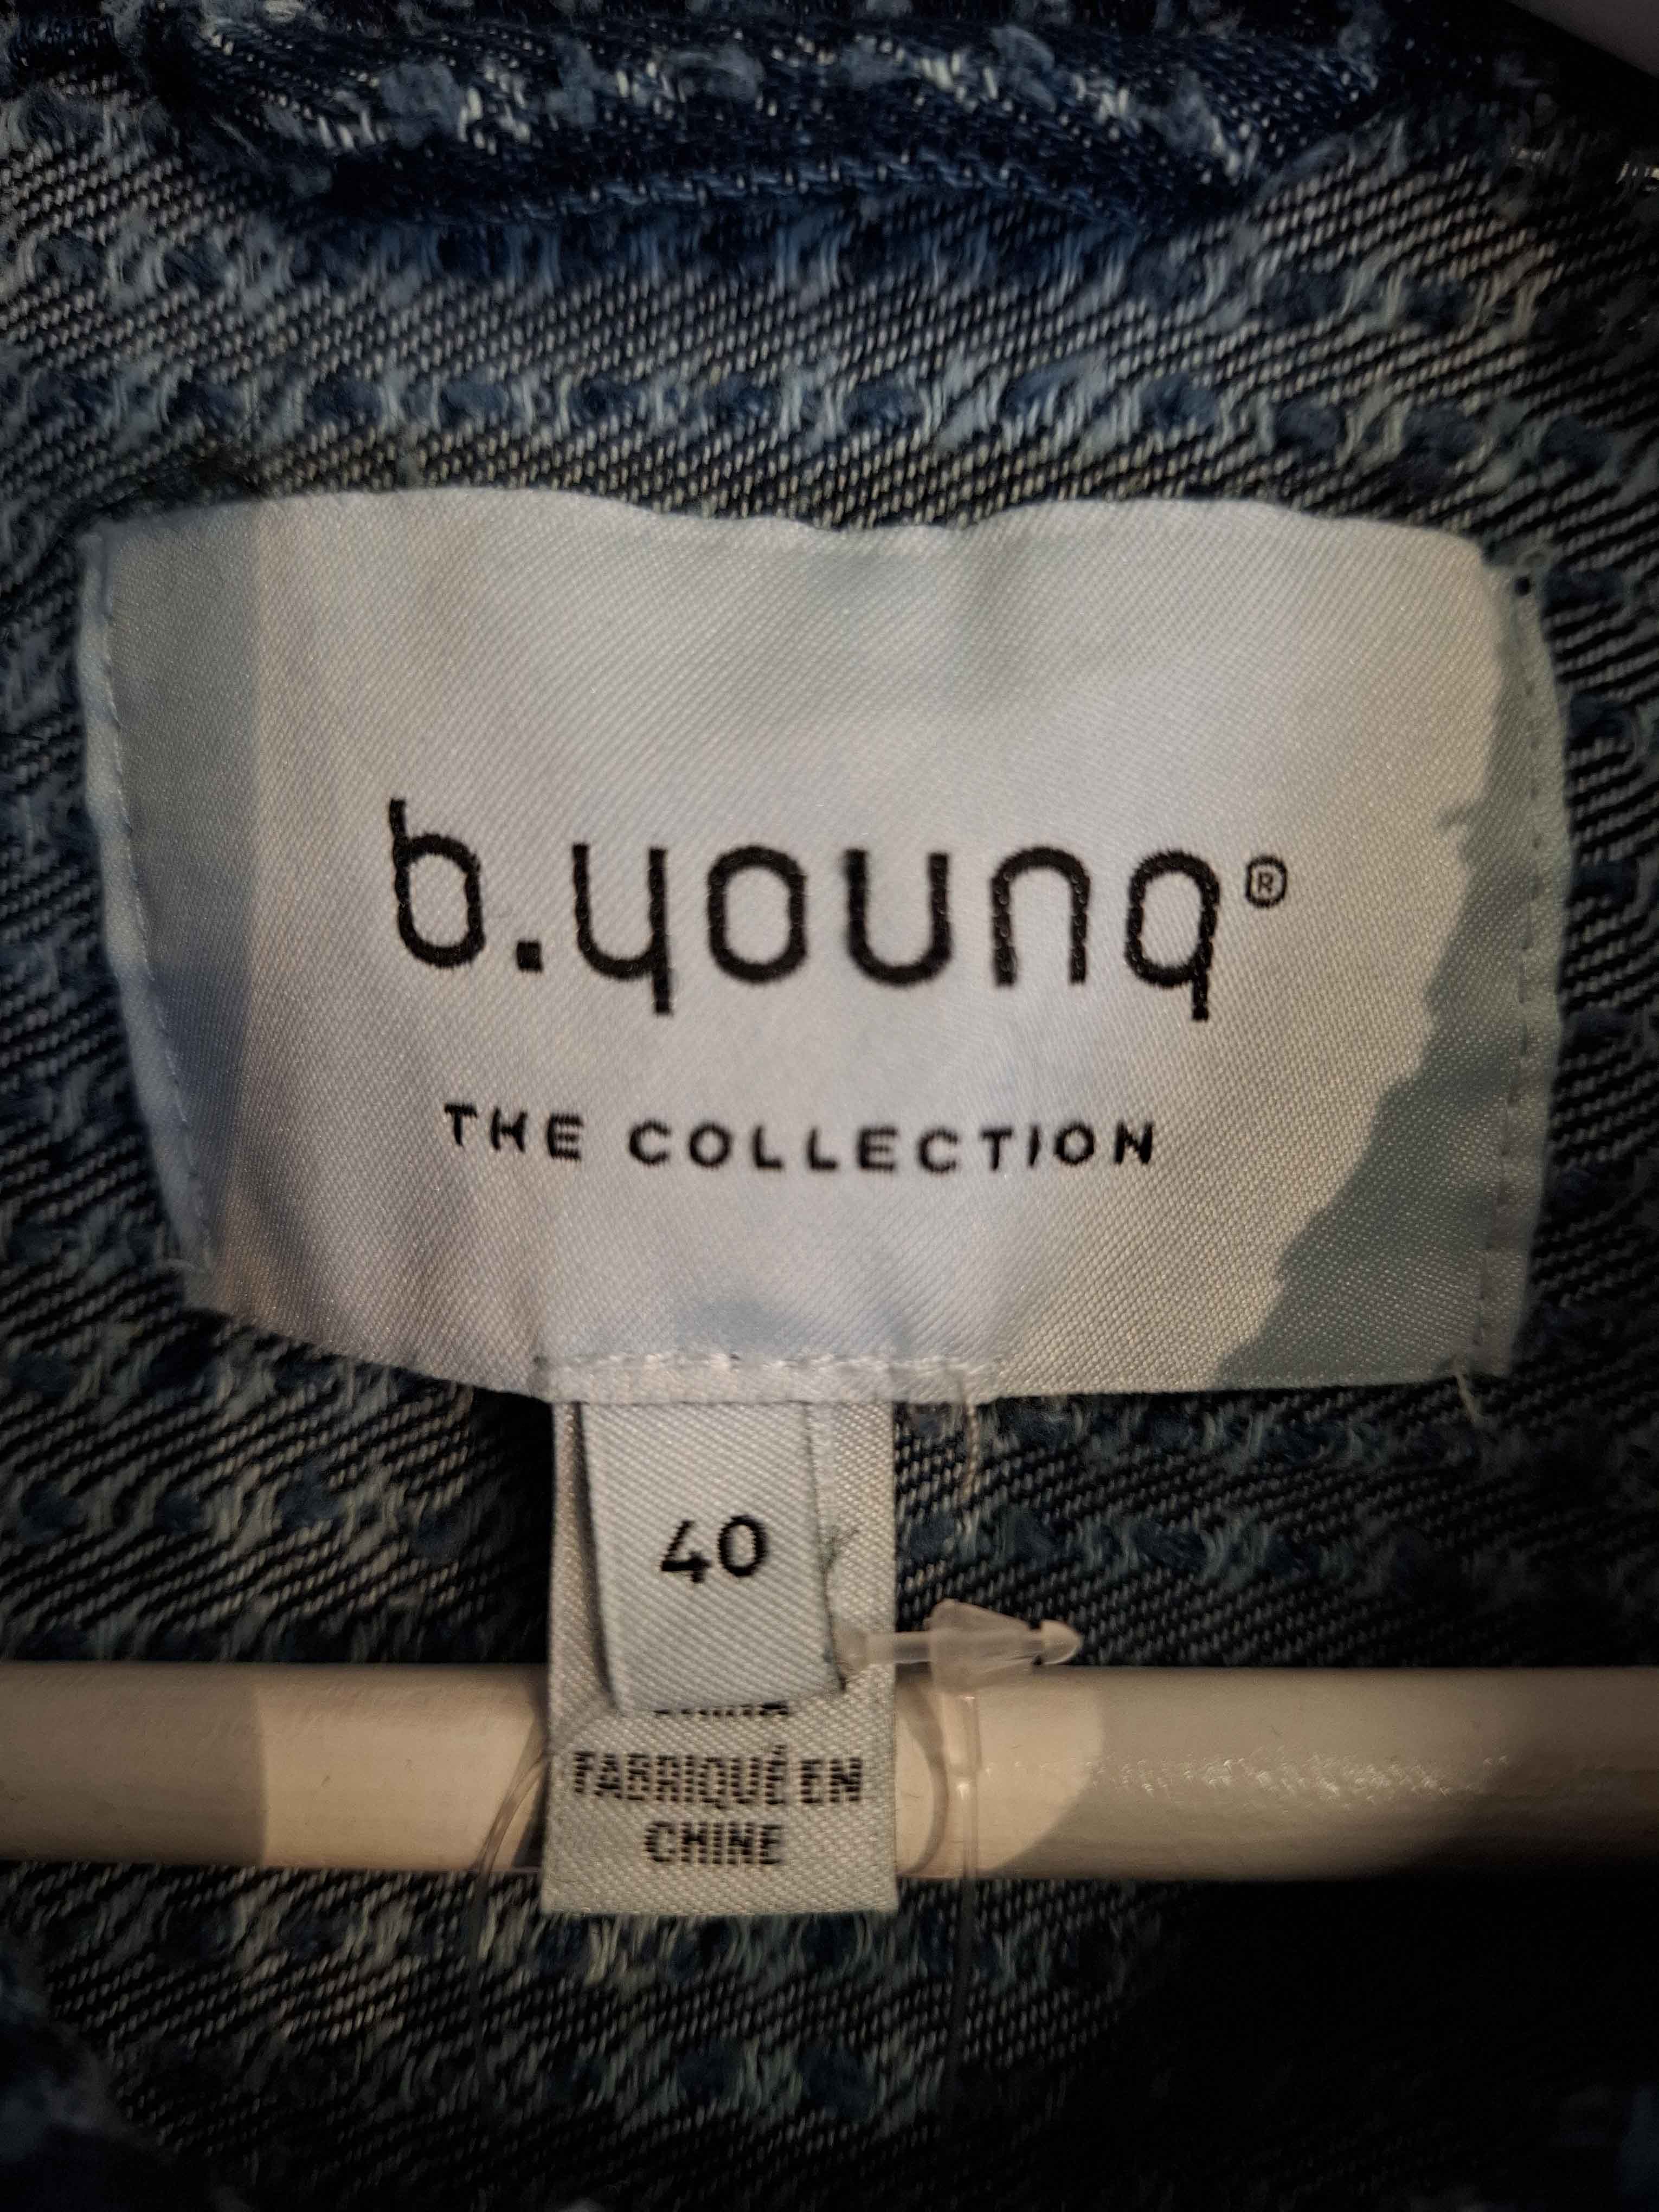 b.young®
THE COLLECTION
40
FABRIQUÉ EN
CHINE